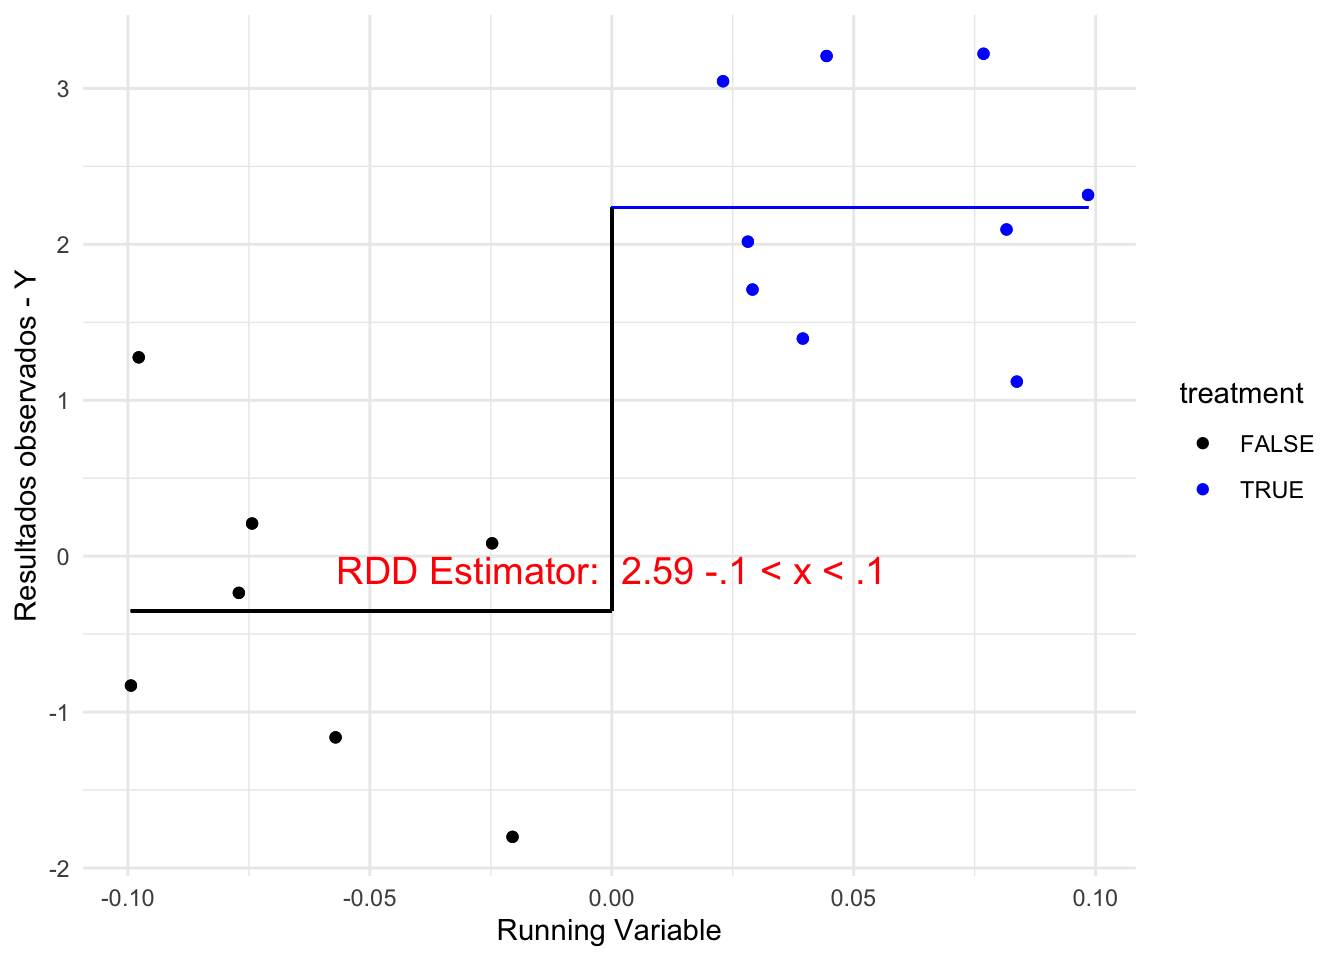 3
2
1
0
-1
-2
Resultados observados - Y
RDD Estimator:  2.59 -.1 < x < .1
-0.10
-0.05
0.00
0.05
0.10
Running Variable
treatment
FALSE
TRUE